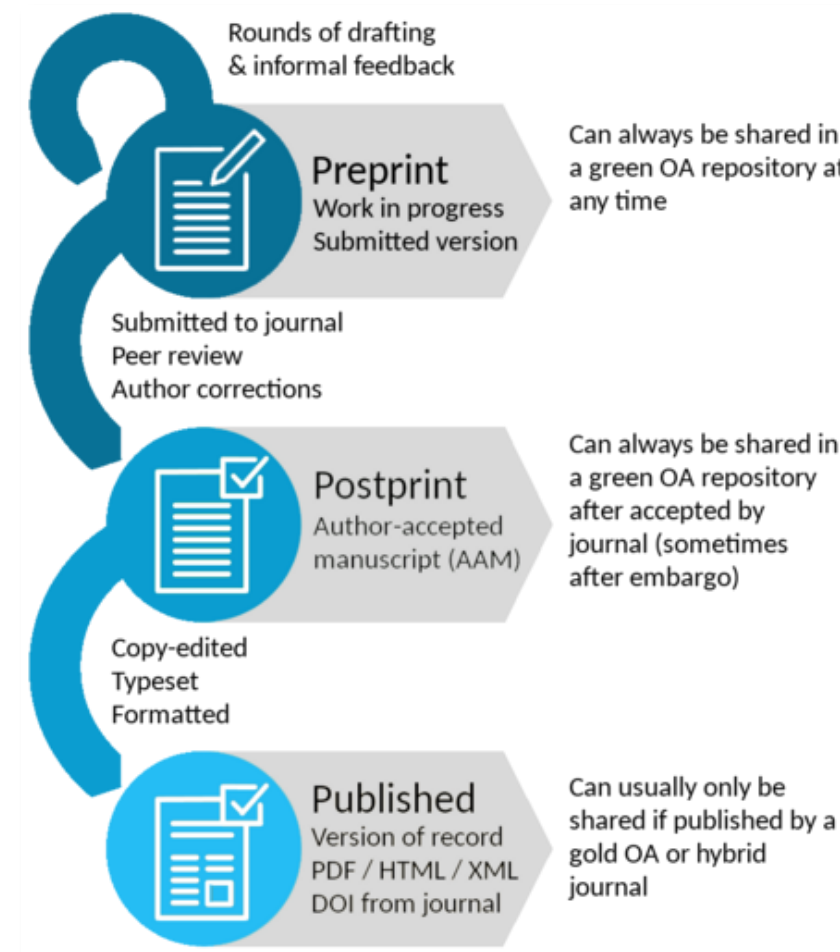 Rounds of drafting
& informal feedback
Preprint
Work in progress
Submitted version
Can always be shared in
a green OA repository at
any time
Submitted to journal
Peer review
Author corrections
Postprint
Author-accepted
manuscript (AAM)
Can always be shared in
a green OA repository
after accepted by
journal (sometimes
after embargo)
Copy-edited
Typeset
Formatted
Published
Version of record
PDF / HTML / XML
DOI from journal
Can usually only be
shared if published by a
gold OA or hybrid
journal